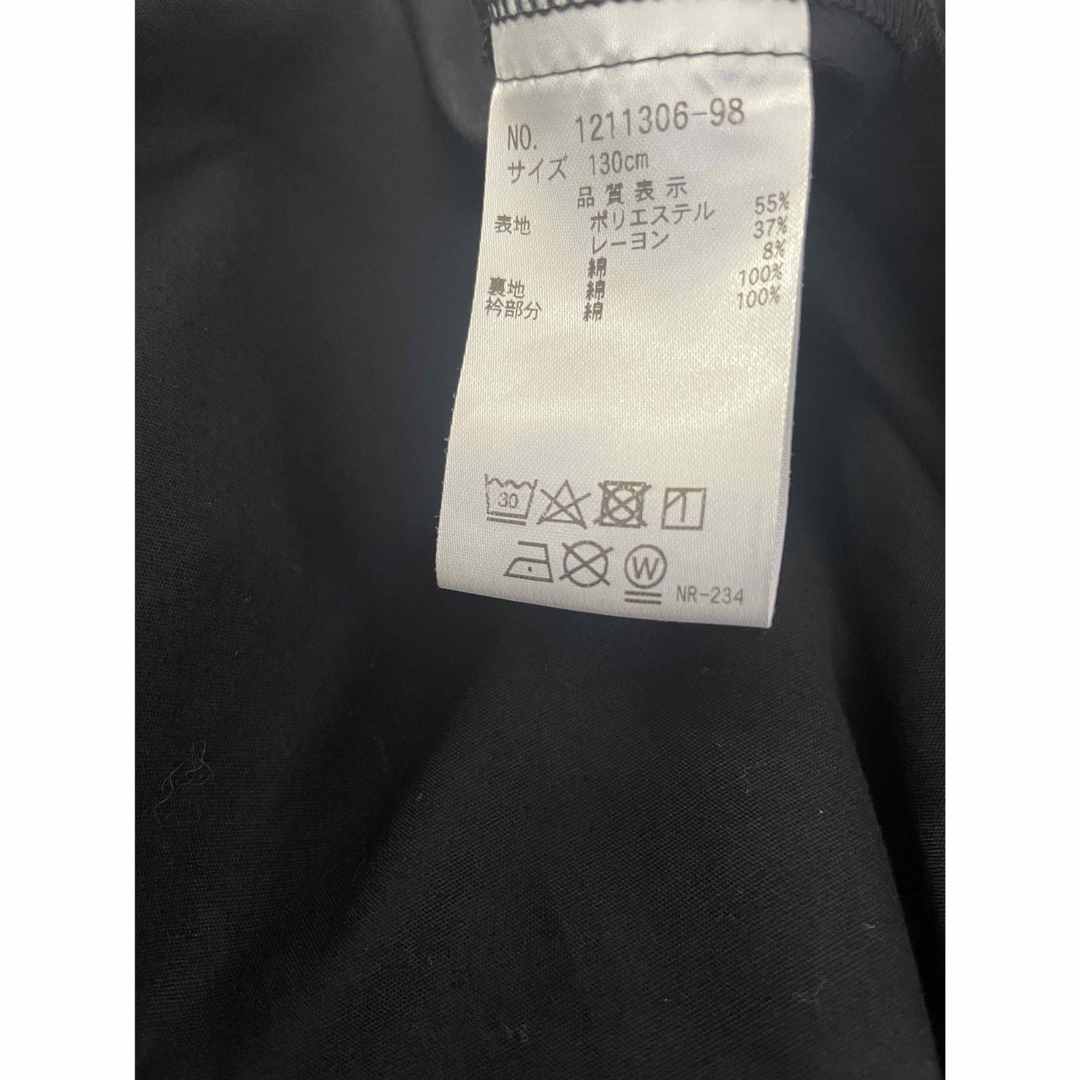 NO. 1211306-98
サイズ 130cm
品質表示
表地 ポリエステル 55%
レーヨン 37%
綿 8%
裏地 綿 100%
衿部分 綿 100%
30
W NR-234